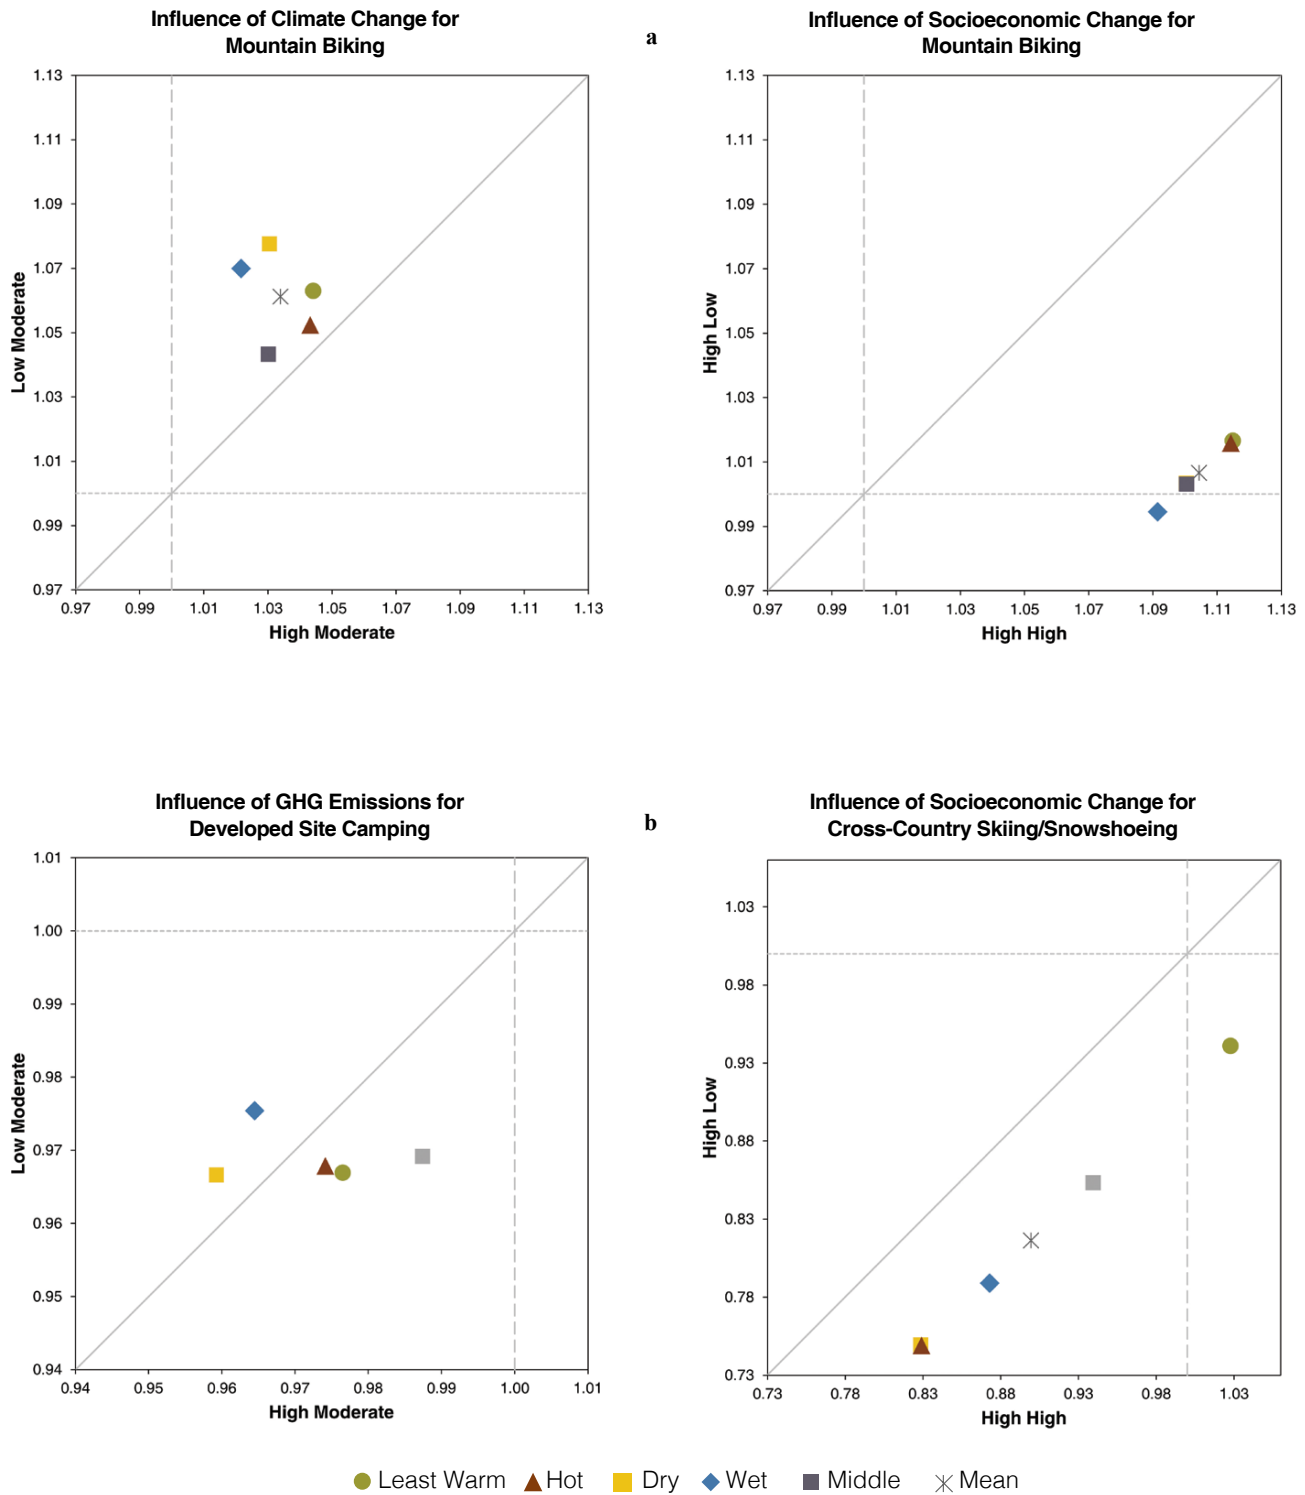 Influence of Climate Change for
Mountain Biking
1.13
1.11
1.09
1.07
1.05
1.03
1.01
0.99
0.97
Low Moderate
0.97 0.99 1.01 1.03 1.05 1.07 1.09 1.11 1.13
High Moderate
a
Influence of Socioeconomic Change for
Mountain Biking
1.13
1.11
1.09
1.07
1.05
1.03
1.01
0.99
0.97
High Low
0.97 0.99 1.01 1.03 1.05 1.07 1.09 1.11 1.13
High High
Influence of GHG Emissions for
Developed Site Camping
1.01
1.00
0.99
0.98
0.97
0.96
0.95
0.94
Low Moderate
0.94 0.95 0.96 0.97 0.98 0.99 1.00 1.01
High Moderate
b
Influence of Socioeconomic Change for
Cross-Country Skiing/Snowshoeing
1.03
0.98
0.93
0.88
0.83
0.78
0.73
High Low
0.73 0.78 0.83 0.88 0.93 0.98 1.03
High High
Least Warm Hot Dry Wet Middle Mean